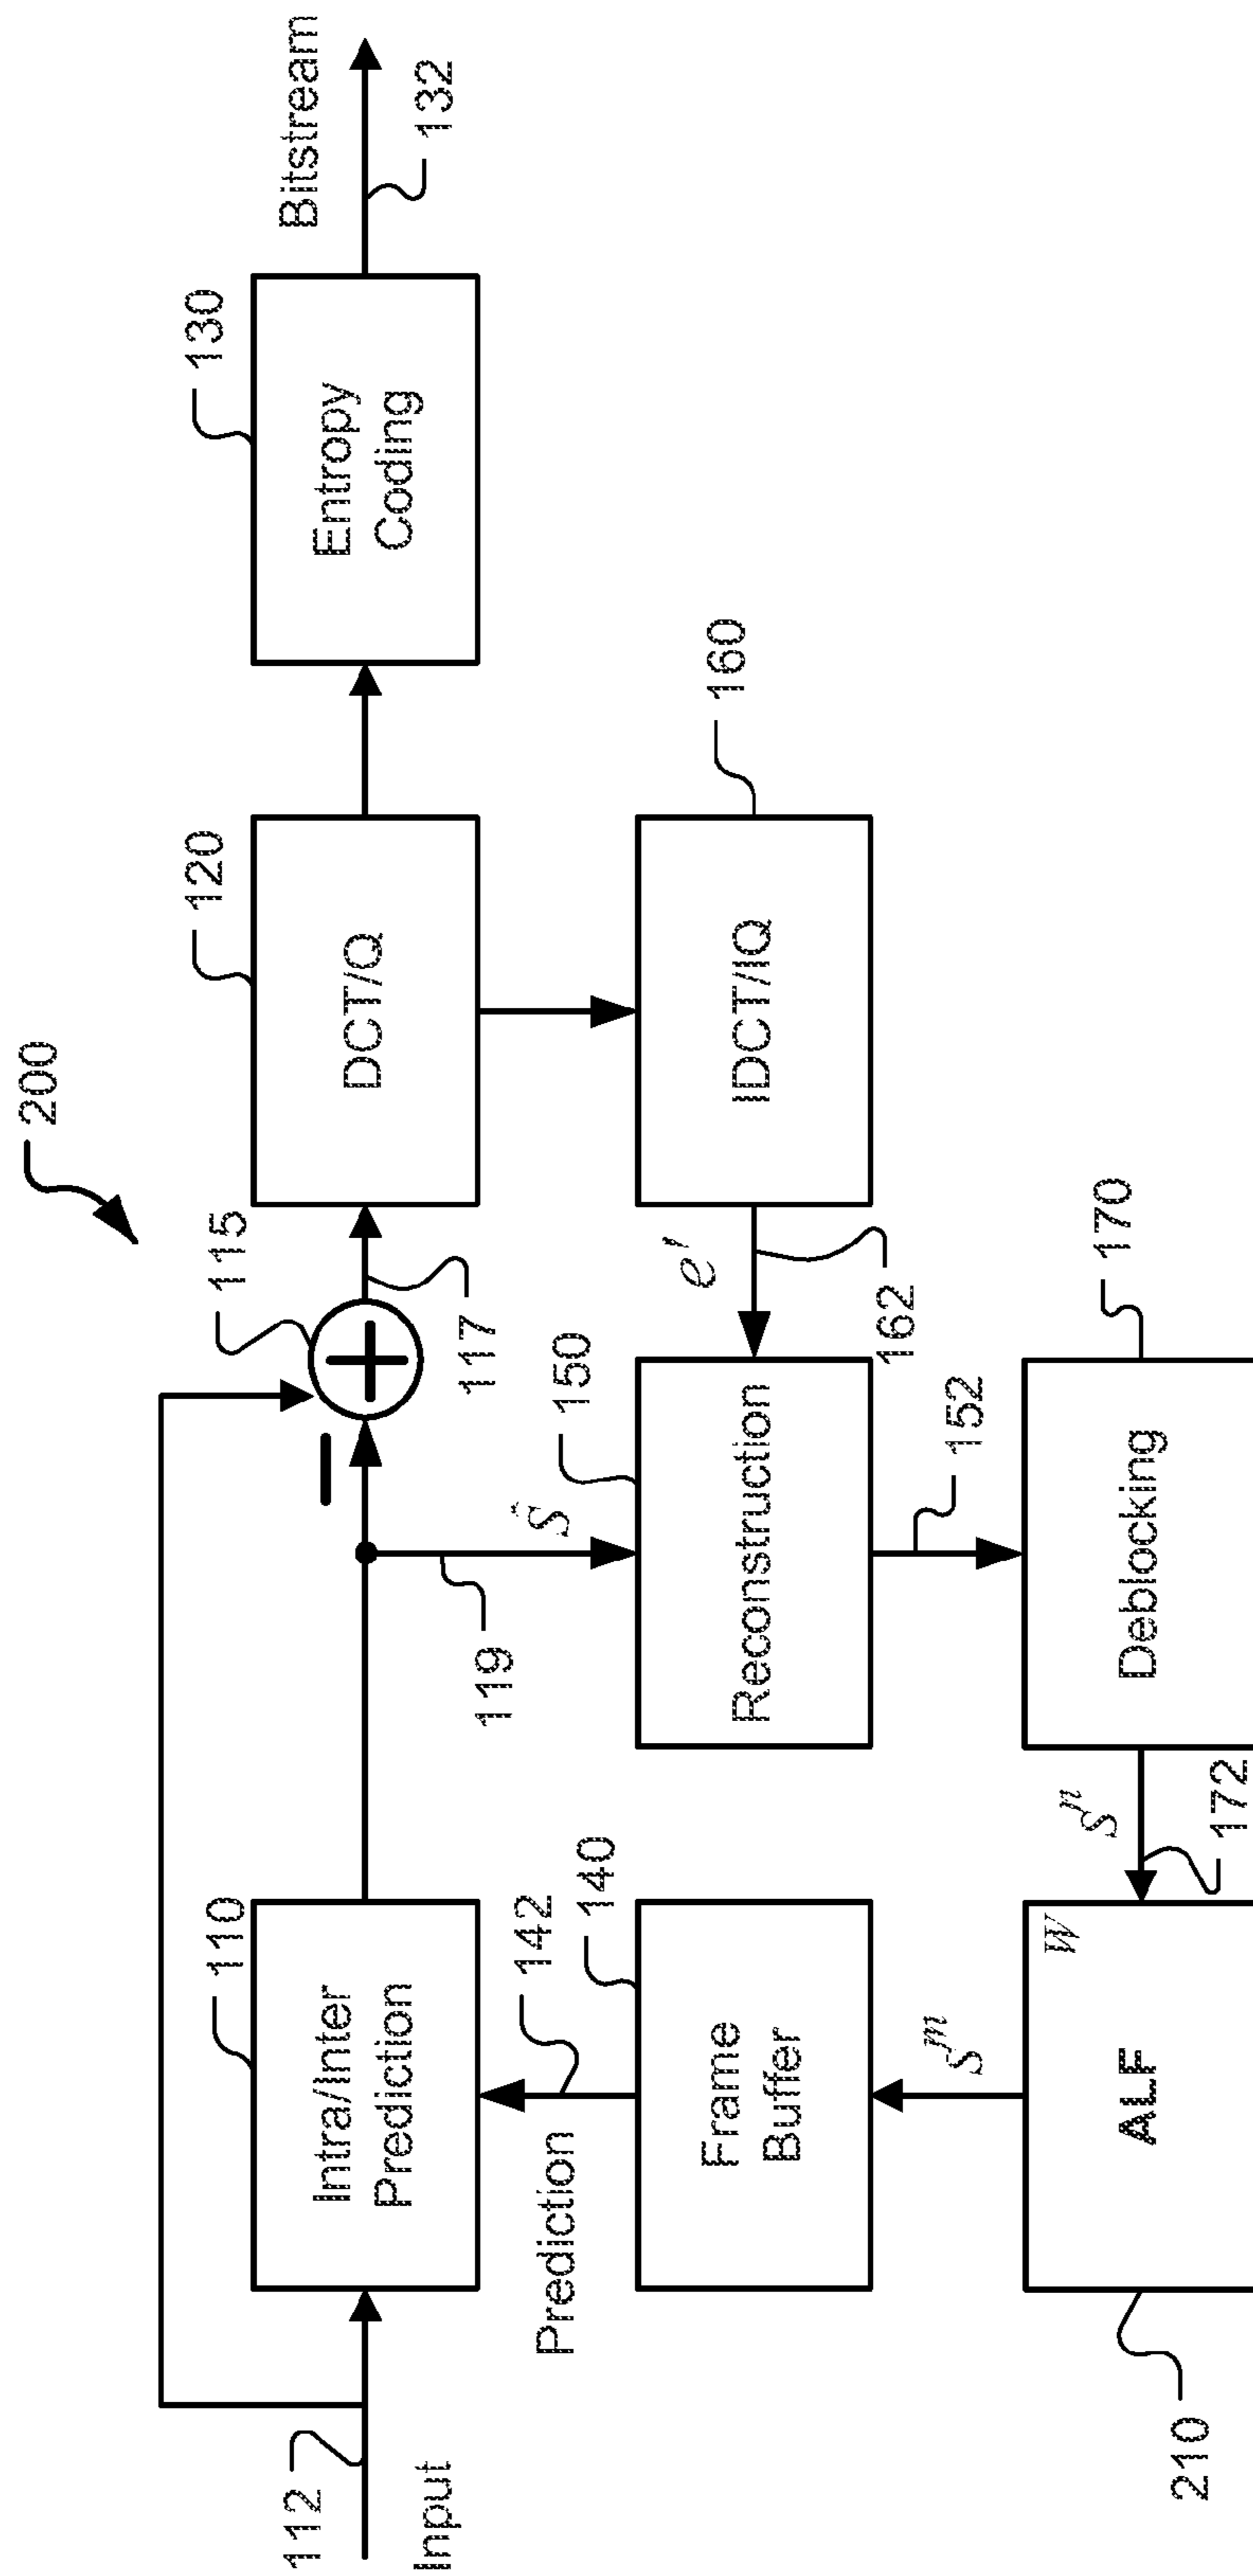 200
112
Input
110
Intra/Inter
Prediction
115
117
120
DCT/Q
130
Entropy
Coding
Bitstream
132
119
Prediction
142
140
Frame
Buffer
150
Reconstruction
e'
162
IDCT/IQ
160
s^m
152
210
W
ALF
s^n
172
Deblocking
170